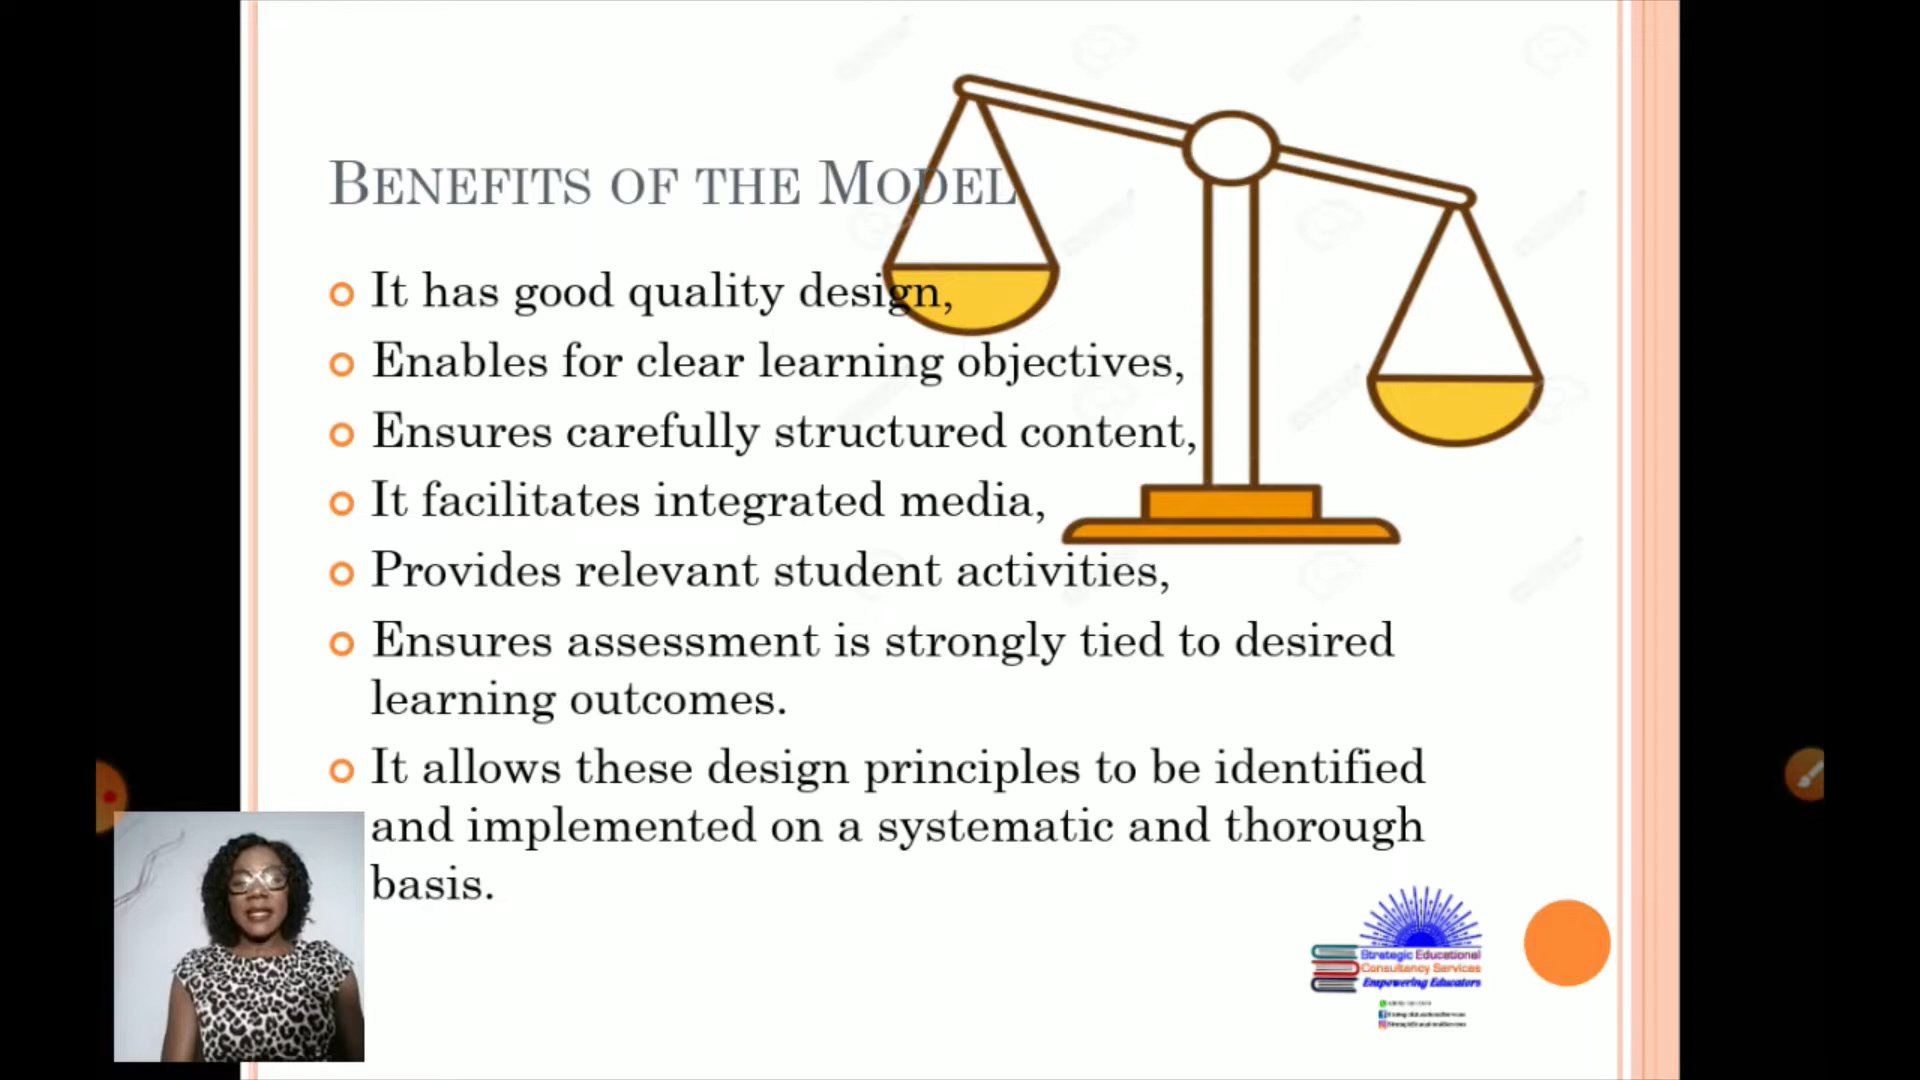 BENEFITS OF THE MODEL
It has good quality design,
Enables for clear learning objectives,
Ensures carefully structured content,
It facilitates integrated media,
Provides relevant student activities,
Ensures assessment is strongly tied to desired
learning outcomes.
It allows these design principles to be identified
and implemented on a systematic and thorough
basis.
Strategic Educational
Consultancy Services
Empowering Educators